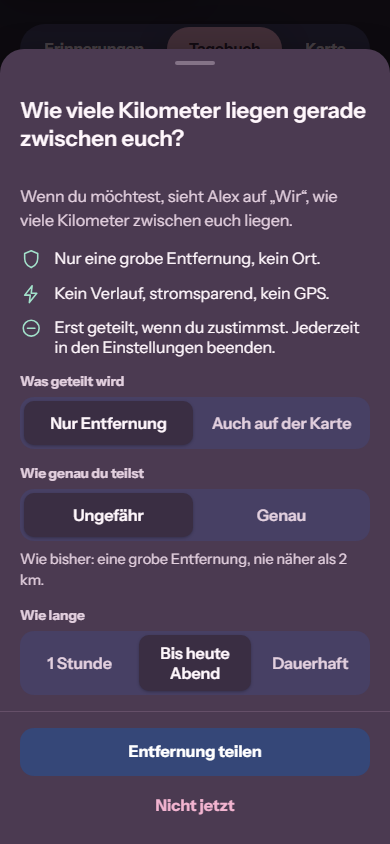 Erinnerungen Tagebuch Karte
Wie viele Kilometer liegen gerade
zwischen euch?
Wenn du möchtest, sieht Alex auf „Wir“, wie
viele Kilometer zwischen euch liegen.
Nur eine grobe Entfernung, kein Ort.
Kein Verlauf, stromsparend, kein GPS.
Erst geteilt, wenn du zustimmst. Jederzeit
in den Einstellungen beenden.
Was geteilt wird
Nur Entfernung Auch auf der Karte
Wie genau du teilst
Ungefähr Genau
Wie bisher: eine grobe Entfernung, nie näher als 2
km.
Wie lange
1 Stunde Bis heute Dauerhaft
Abend
Entfernung teilen
Nicht jetzt